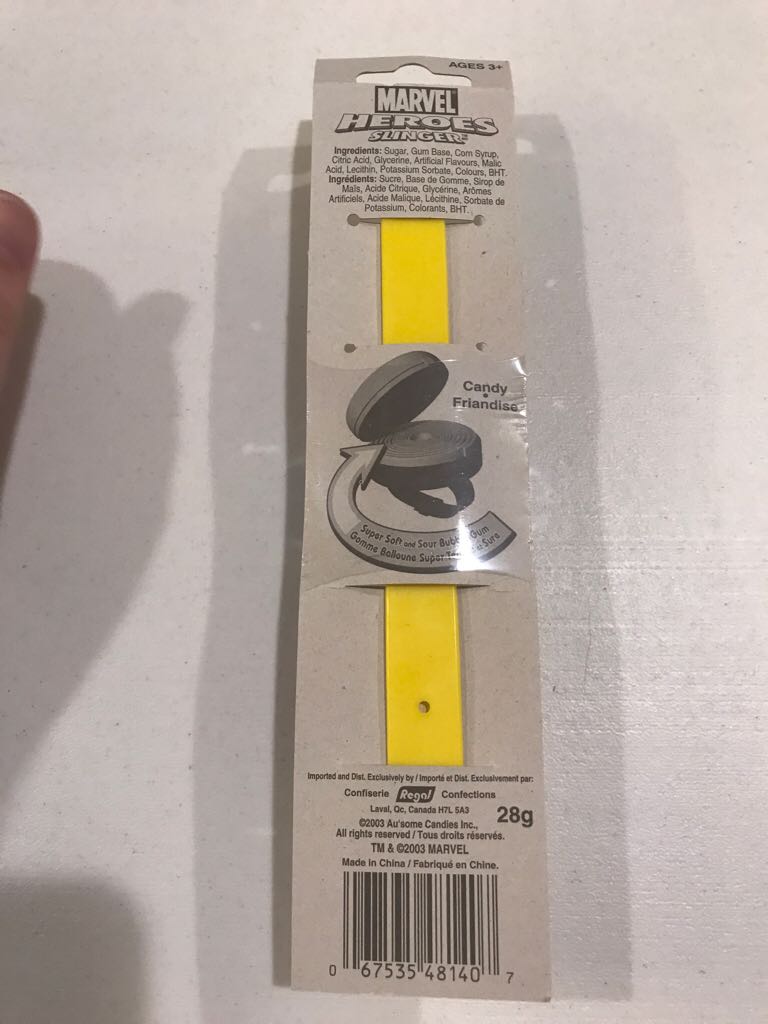 AGES 3+
MARVEL
HEROES
SLINGERS
Ingredients: Sugar, Gum Base, Corn Syrup,
Citric Acid, Glycerine, Artificial Flavours, Malic
Acid, Lecithin, Potassium Sorbate, Colours, BHT.
Ingrédients: Sucre, Base de Gomme, Sirop de
Maïs, Acide Citrique, Glycérine, Arômes
Artificiels, Acide Malique, Lécithine, Sorbate de
Potassium, Colorants, BHT.
Candy
•
Friandise
Super Soft and Sour Bubble Gum
Gomme Balloune Super et Sure
Imported and Dist. Exclusively by / Importé et Dist. Exclusivement par:
Confiserie Regal Confections
Laval, Qc, Canada H7L 5A3
28g
©2003 Au'some Candies Inc.,
All rights reserved / Tous droits réservés.
TM & ©2003 MARVEL
Made in China / Fabriqué en Chine.
0 67535 48140 7